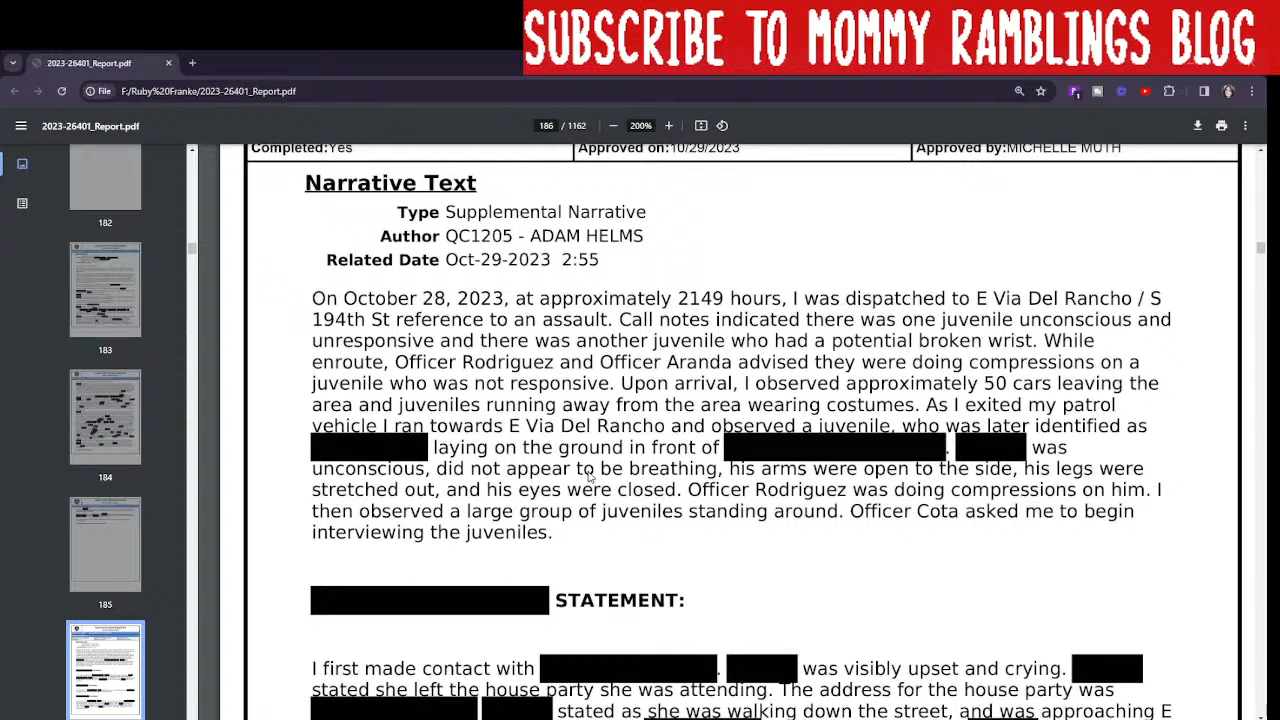 SUBSCRIBE TO MOMMY RAMBLINGS BLOG
2023-26401_Report.pdf
File F:/Ruby%20Franke/2023-26401_Report.pdf
2023-26401_Report.pdf
186 / 1162
200%
Completed:Yes
Approved on:10/29/2023
Approved by:MICHELLE MUTH
Narrative Text
Type Supplemental Narrative
Author QC1205 - ADAM HELMS
Related Date Oct-29-2023 2:55
On October 28, 2023, at approximately 2149 hours, I was dispatched to E Via Del Rancho / S
194th St reference to an assault. Call notes indicated there was one juvenile unconscious and
unresponsive and there was another juvenile who had a potential broken wrist. While
enroute, Officer Rodriguez and Officer Aranda advised they were doing compressions on a
juvenile who was not responsive. Upon arrival, I observed approximately 50 cars leaving the
area and juveniles running away from the area wearing costumes. As I exited my patrol
vehicle I ran towards E Via Del Rancho and observed a juvenile, who was later identified as
laying on the ground in front of . was
unconscious, did not appear to be breathing, his arms were open to the side, his legs were
stretched out, and his eyes were closed. Officer Rodriguez was doing compressions on him. I
then observed a large group of juveniles standing around. Officer Cota asked me to begin
interviewing the juveniles.
STATEMENT:
I first made contact with . was visibly upset and crying.
stated she left the house party she was attending. The address for the house party was
stated as she was walking down the street, and was approaching E
182
183
184
185